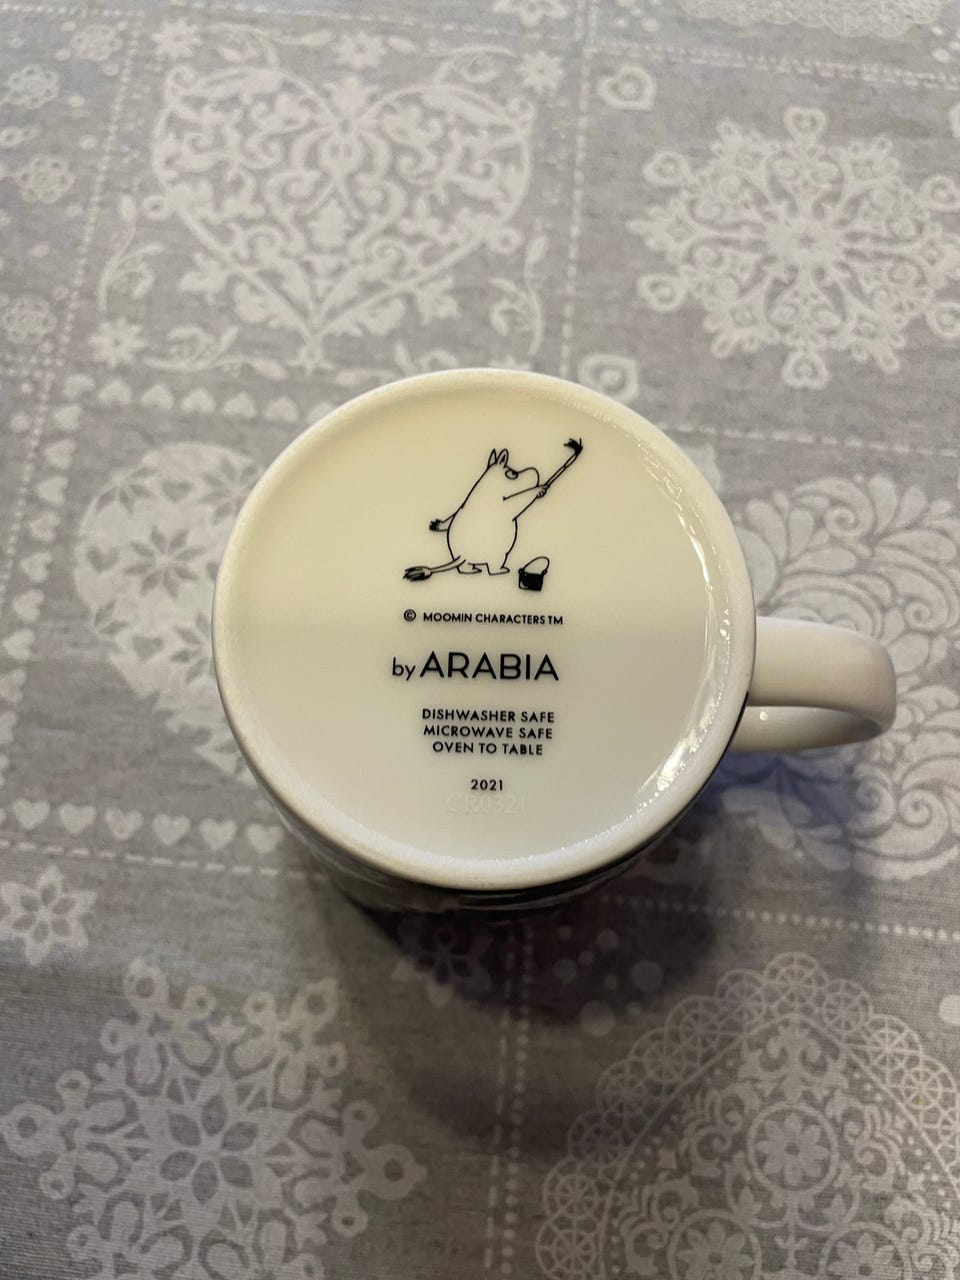 © MOOMIN CHARACTERS TM
by ARABIA
DISHWASHER SAFE
MICROWAVE SAFE
OVEN TO TABLE
2021
CR0321